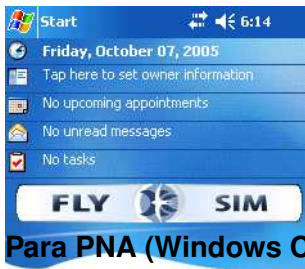 Start 6:14
Friday, October 07, 2005
Tap here to set owner information
No upcoming appointments
No unread messages
No tasks
FLY SIM
Para PNA (Windows C